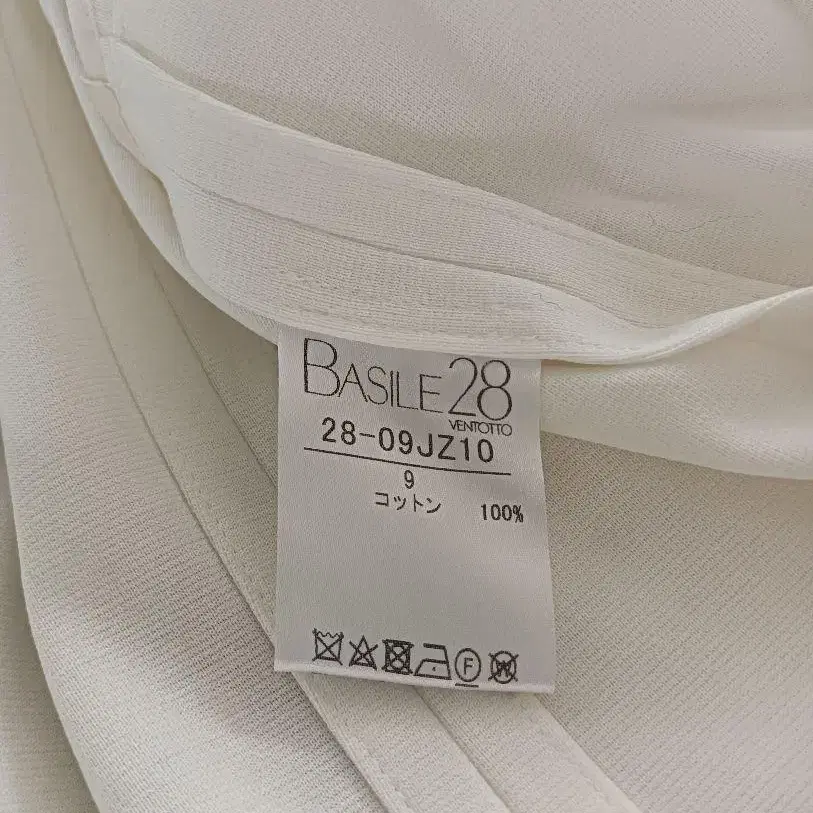 BASILE28
VENTOTTO
28-09JZ10
9
コットン 100%
F W